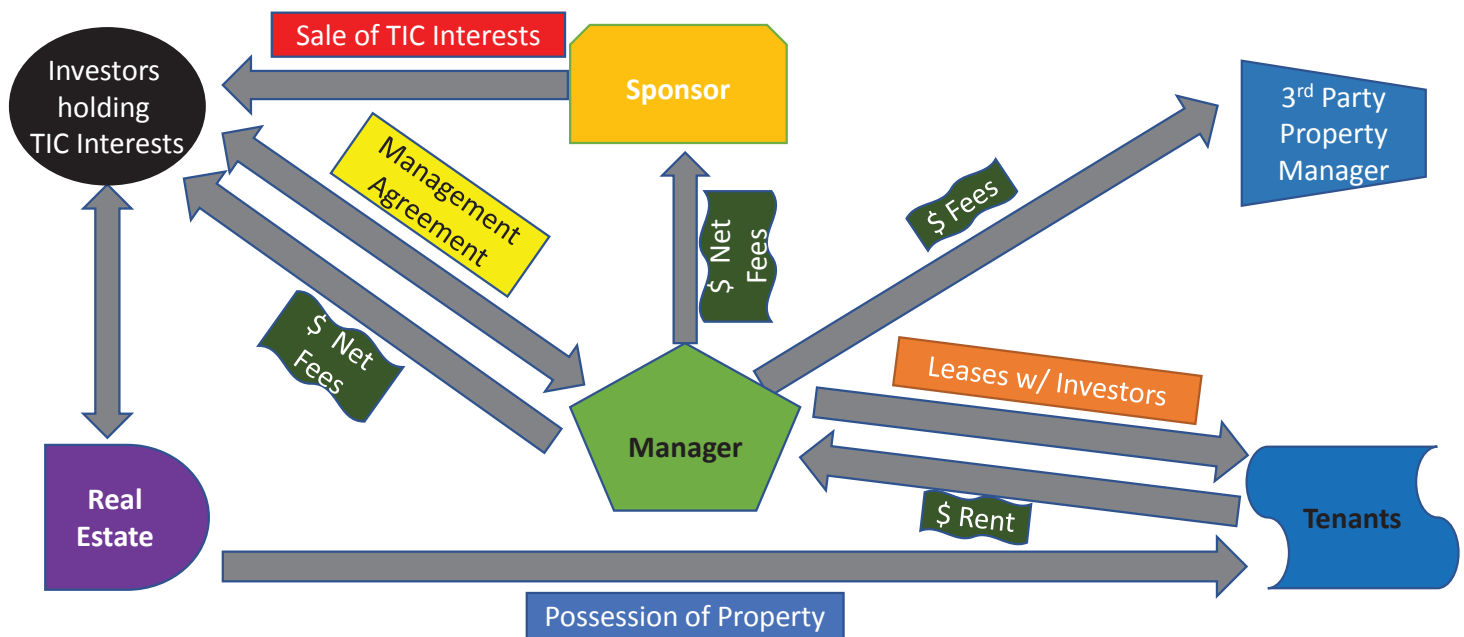 Sale of TIC Interests
Investors
holding
TIC Interests
Sponsor
3rd Party
Property
Manager
Management
Agreement
$ Net
Fees
$ Fees
$ Net
Fees
Leases w/ Investors
Manager
Real
Estate
$ Rent
Tenants
Possession of Property